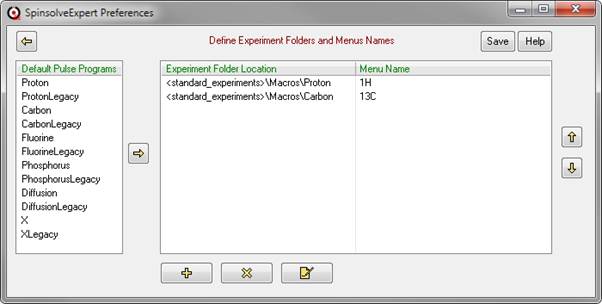 SpinsolveExpert Preferences
Define Experiment Folders and Menus Names
Save
Help
Default Pulse Programs
Proton
ProtonLegacy
Carbon
CarbonLegacy
Fluorine
FluorineLegacy
Phosphorus
PhosphorusLegacy
Diffusion
DiffusionLegacy
X
XLegacy
Experiment Folder Location
Menu Name
<standard_experiments>\Macros\Proton
1H
<standard_experiments>\Macros\Carbon
13C